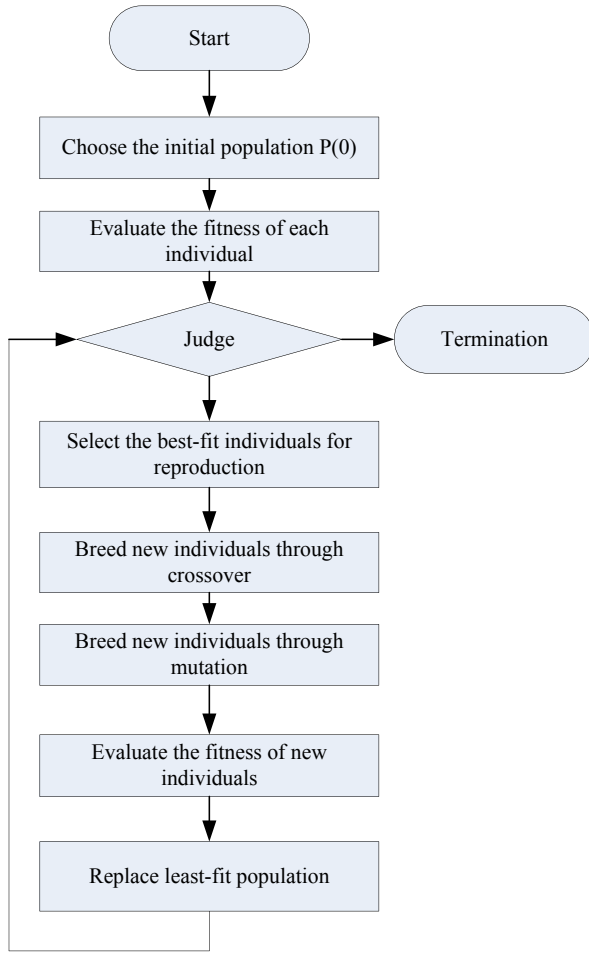 Start
Choose the initial population P(0)
Evaluate the fitness of each
individual
Judge
Termination
Select the best-fit individuals for
reproduction
Breed new individuals through
crossover
Breed new individuals through
mutation
Evaluate the fitness of new
individuals
Replace least-fit population